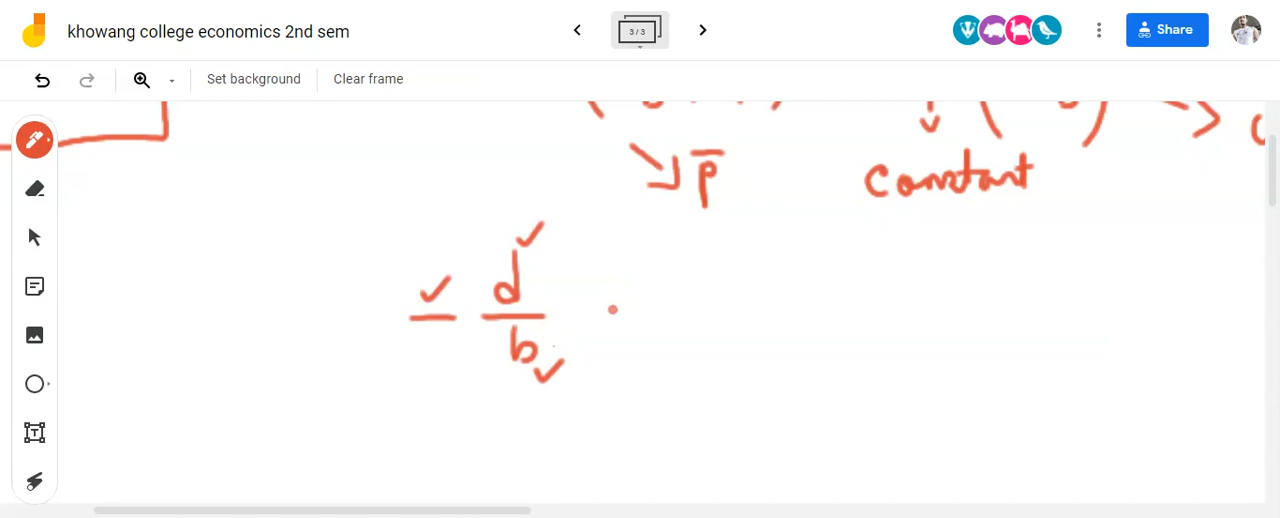 khowang college economics 2nd sem
3 / 3
Share
Set background
Clear frame
p̅
constant
✓
✓
d
—
b
✓